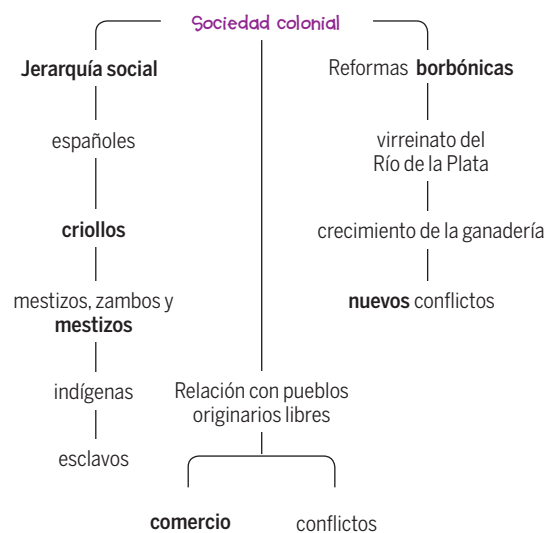 Sociedad colonial
Jerarquía social
españoles
criollos
mestizos, zambos y
mestizos
indígenas
esclavos
Relación con pueblos
originarios libres
comercio
conflictos
Reformas borbónicas
virreinato del
Río de la Plata
crecimiento de la ganadería
nuevos conflictos